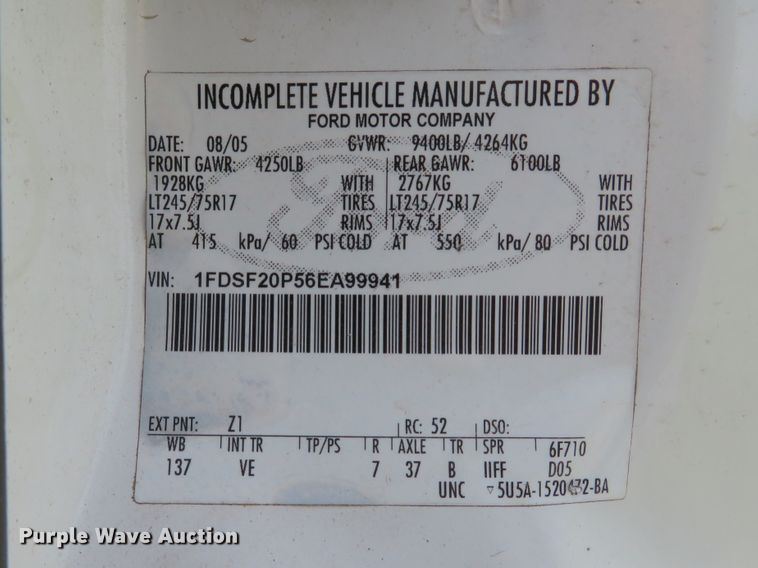 INCOMPLETE VEHICLE MANUFACTURED BY
FORD MOTOR COMPANY
DATE: 08/05 GVWR: 9400LB/ 4264KG
FRONT GAWR: 4250LB REAR GAWR: 6100LB
1928KG WITH 2767KG WITH
LT245/75R17 TIRES LT245/75R17 TIRES
17x7.5J RIMS 17x7.5J RIMS
AT 415 kPa/ 60 PSI COLD AT 550 kPa/ 80 PSI COLD
VIN: 1FDSF20P56EA99941
EXT PNT: Z1 RC: 52 DSO:
WB INT TR TP/PS R AXLE TR SPR 6F710
137 VE 7 37 B IIFF D05
UNC ▽5U5A-1520472-BA
Purple Wave Auction